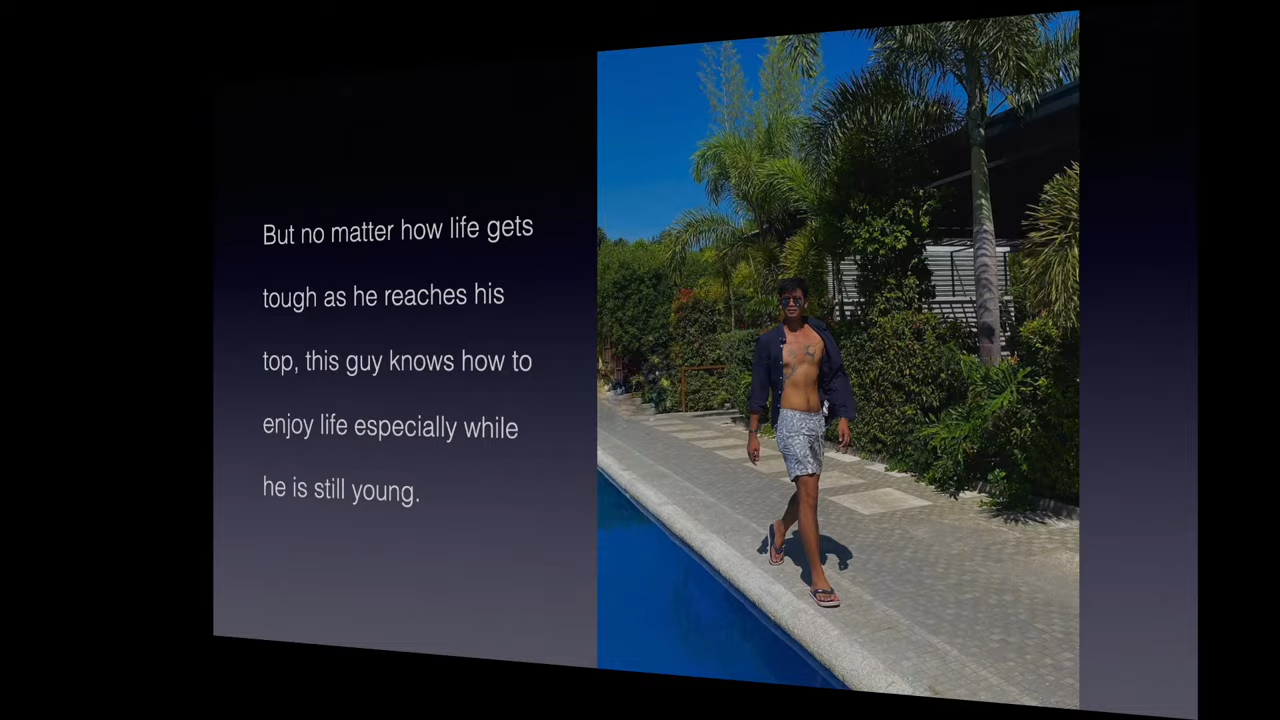 But no matter how life gets
tough as he reaches his
top, this guy knows how to
enjoy life especially while
he is still young.